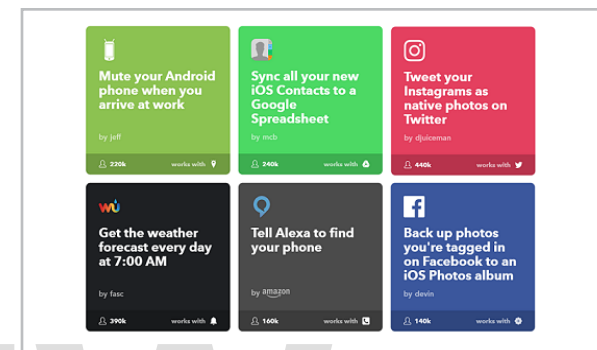 Mute your Android
phone when you
arrive at work
by jeff
220k works with
Sync all your new
iOS Contacts to a
Google
Spreadsheet
by mcb
240k works with
Tweet your
Instagrams as
native photos on
Twitter
by djuiceman
440k works with
wu
Get the weather
forecast every day
at 7:00 AM
by fasc
390k works with
Tell Alexa to find
your phone
by amazon
160k works with
Back up photos
you're tagged in
on Facebook to an
iOS Photos album
by devin
140k works with